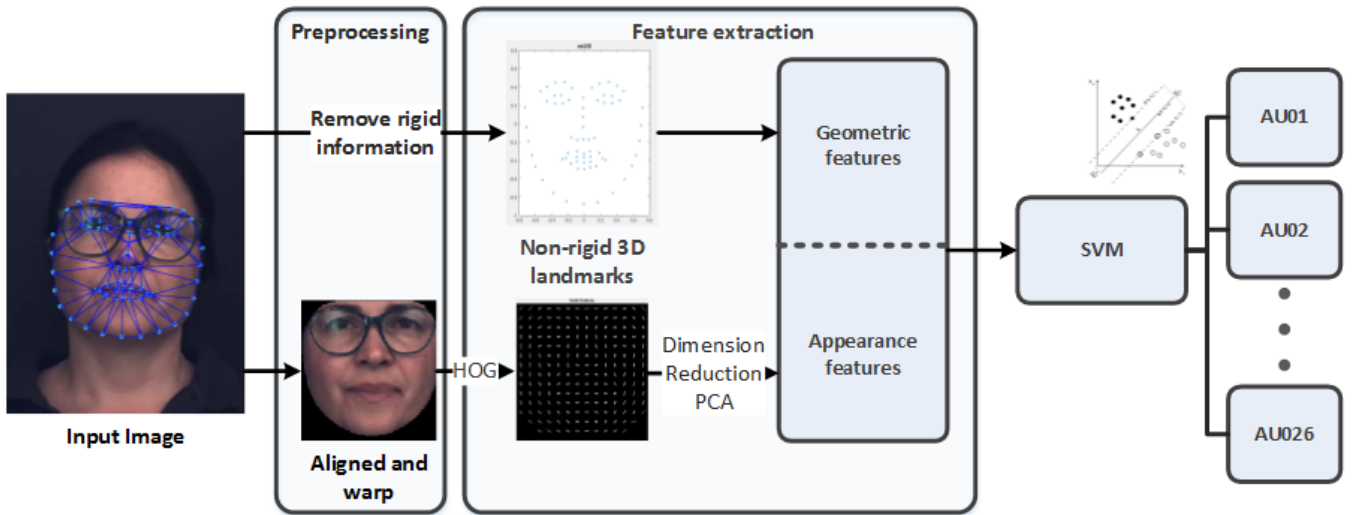 Preprocessing
Feature extraction
Remove rigid
information
Non-rigid 3D
landmarks
Geometric
features
Input Image
Aligned and
warp
HOG
Dimension
Reduction
PCA
Appearance
features
SVM
AU01
AU02
AU026